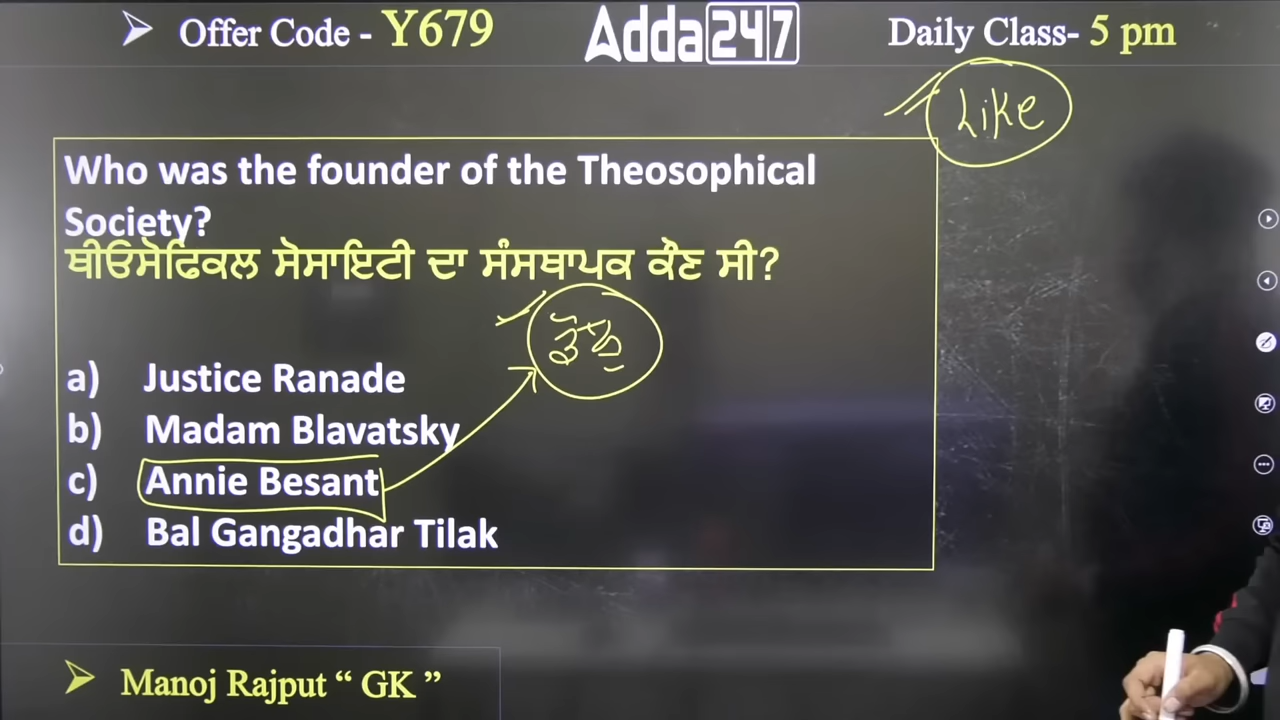 Offer Code - Y679
Adda247
Daily Class- 5 pm
Like
Who was the founder of the Theosophical
Society?
ਥੀਓਸੋਫਿਕਲ ਸੋਸਾਇਟੀ ਦਾ ਸੰਸਥਾਪਕ ਕੌਣ ਸੀ?
a) Justice Ranade
b) Madam Blavatsky
c) Annie Besant
d) Bal Gangadhar Tilak
Manoj Rajput “ GK ”